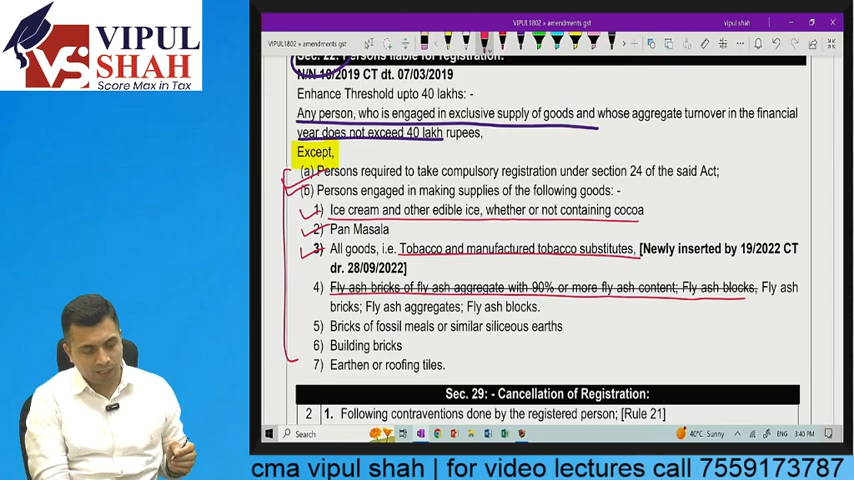 VIPUL
SHAH
VS
Score Max in Tax
VIPUL1802 » amendments gst
vipul shah
VIPUL1802 » amendments gst
Sec. 22: Persons liable for registration:
N/N 10/2019 CT dt. 07/03/2019
Enhance Threshold upto 40 lakhs: -
Any person, who is engaged in exclusive supply of goods and whose aggregate turnover in the financial
year does not exceed 40 lakh rupees,
Except,
(a) Persons required to take compulsory registration under section 24 of the said Act;
(b) Persons engaged in making supplies of the following goods: -
1) Ice cream and other edible ice, whether or not containing cocoa
2) Pan Masala
3) All goods, i.e. Tobacco and manufactured tobacco substitutes, [Newly inserted by 19/2022 CT
dr. 28/09/2022]
4) Fly ash bricks of fly ash aggregate with 90% or more fly ash content; Fly ash blocks, Fly ash
bricks; Fly ash aggregates; Fly ash blocks.
5) Bricks of fossil meals or similar siliceous earths
6) Building bricks
7) Earthen or roofing tiles.
Sec. 29: - Cancellation of Registration:
2 1. Following contraventions done by the registered person; [Rule 21]
Search
40°C Sunny
ENG
3:40 PM
cma vipul shah | for video lectures call 7559173787